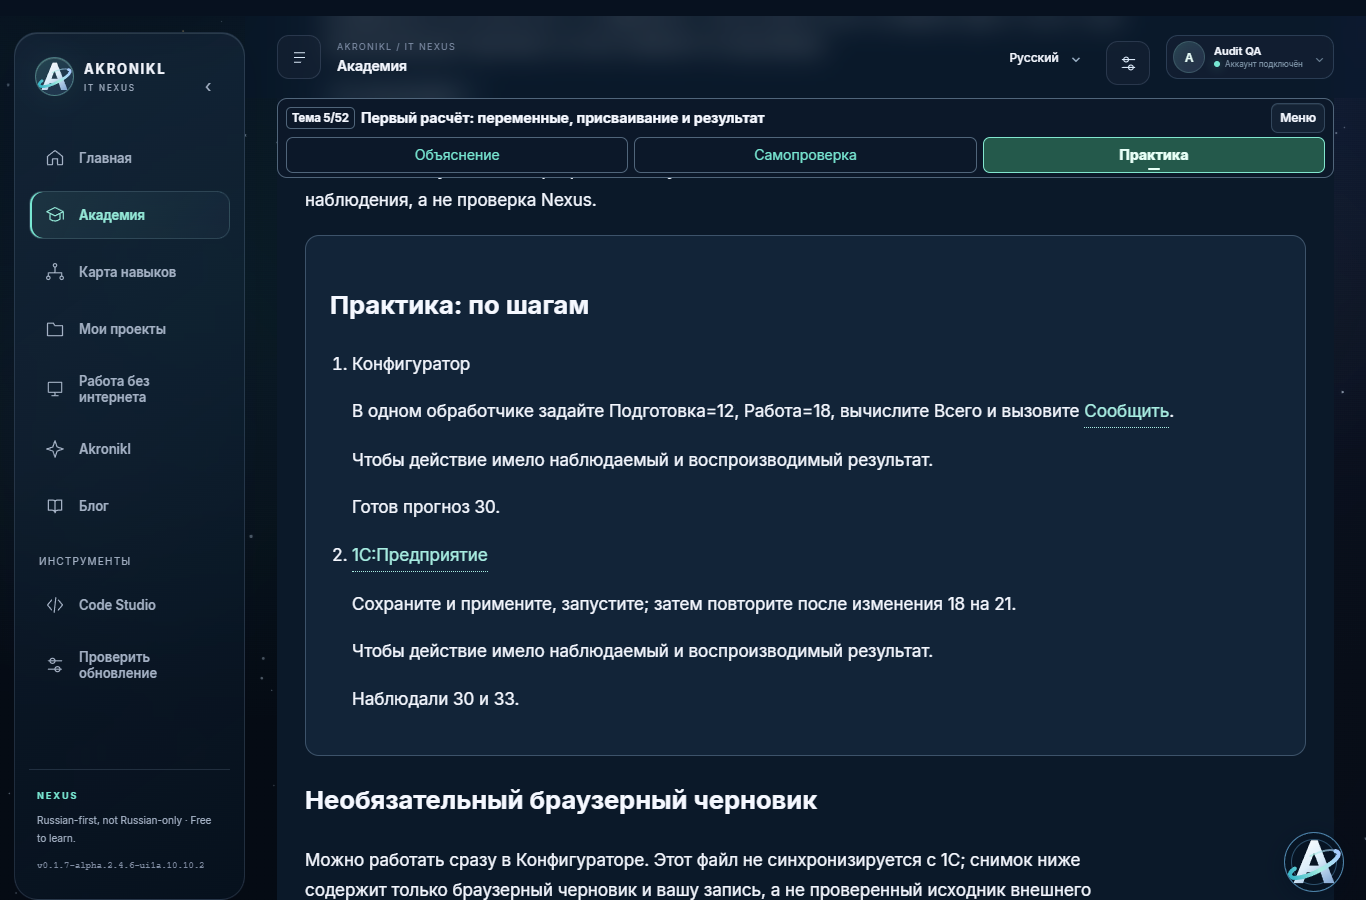 AKRONIKL
IT NEXUS
‹
Главная
Академия
Карта навыков
Мои проекты
Работа без
интернета
Akronikl
Блог
ИНСТРУМЕНТЫ
Code Studio
Проверить
обновление
NEXUS
Russian-first, not Russian-only · Free
to learn.
v0.1.7-alpha.2.4.6-ui1a.10.10.2
AKRONIKL / IT NEXUS
Академия
Русский
A
Audit QA
Аккаунт подключён
Тема 5/52 Первый расчёт: переменные, присваивание и результат
Меню
Объяснение
Самопроверка
Практика
наблюдения, а не проверка Nexus.
Практика: по шагам
1. Конфигуратор
В одном обработчике задайте Подготовка=12, Работа=18, вычислите Всего и вызовите Сообщить.
Чтобы действие имело наблюдаемый и воспроизводимый результат.
Готов прогноз 30.
2. 1С:Предприятие
Сохраните и примените, запустите; затем повторите после изменения 18 на 21.
Чтобы действие имело наблюдаемый и воспроизводимый результат.
Наблюдали 30 и 33.
Необязательный браузерный черновик
Можно работать сразу в Конфигураторе. Этот файл не синхронизируется с 1С; снимок ниже
содержит только браузерный черновик и вашу запись, а не проверенный исходник внешнего